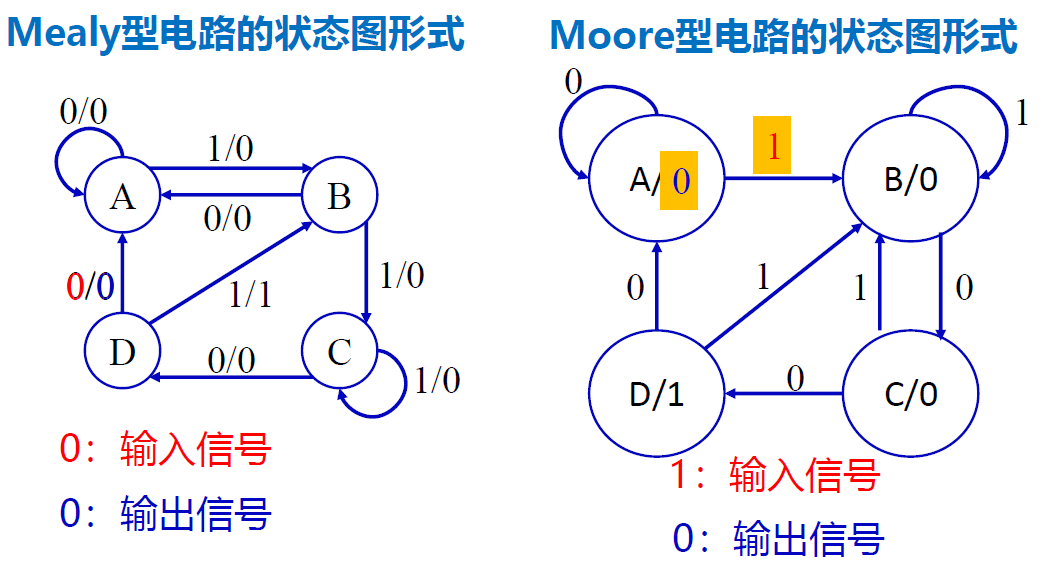 Mealy型电路的状态图形式
0/0
1/0
A
B
0/0
0/0
1/1
1/0
D
0/0
C
1/0
0：输入信号
0：输出信号
Moore型电路的状态图形式
0
1
1
A/0
B/0
0
1
1
0
D/1
0
C/0
1：输入信号
0：输出信号